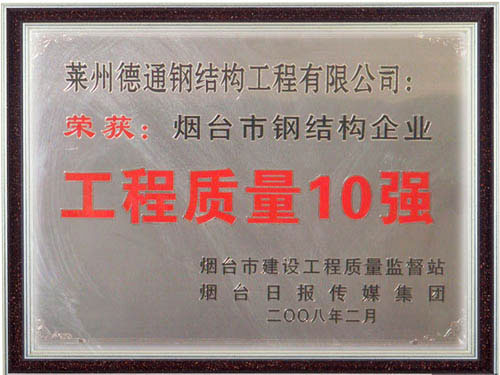 莱州德通钢结构工程有限公司：
荣获：烟台市钢结构企业
工程质量10强
烟台市建设工程质量监督站
烟台日报传媒集团
二〇〇八年二月